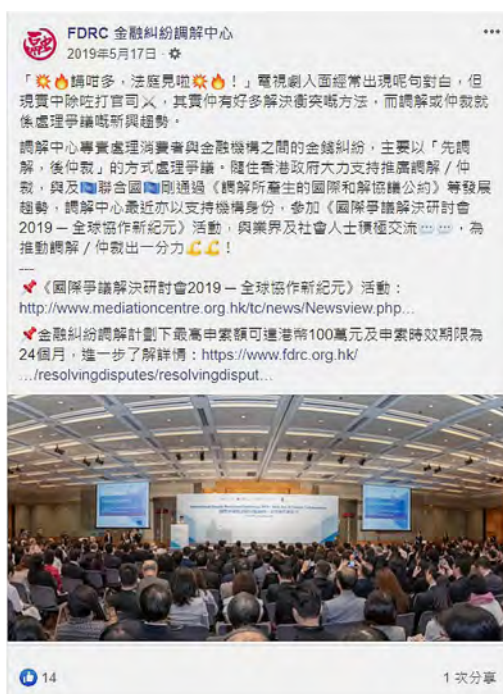 FDRC 金融糾紛調解中心
2019年5月17日
「💥🔥講咁多，法庭見啦💥🔥！」電視劇入面經常出現呢句對白，但
現實中除咗打官司⚔，其實仲有好多解決衝突嘅方法，而調解或仲裁就
係處理爭議嘅新興趨勢。
調解中心專責處理消費者與金融機構之間的金錢糾紛，主要以「先調
解，後仲裁」的方式處理爭議。隨住香港政府大力支持推廣調解 / 仲
裁，與及🇺🇳聯合國🇺🇳剛通過《調解所產生的國際和解協議公約》等發展
趨勢，調解中心最近亦以支持機構身份，參加《國際爭議解決研討會
2019 – 全球協作新紀元》活動，與業界及社會人士積極交流💬💬，為
推動調解 / 仲裁出一分力💪💪！
---
📌《國際爭議解決研討會2019 – 全球協作新紀元》活動：
http://www.mediationcentre.org.hk/tc/news/Newsview.php...
📌金融糾紛調解計劃下最高申索額可達港幣100萬元及申索時效期限為
24個月，進一步了解詳情：https://www.fdrc.org.hk/
.../resolvingdisputes/resolvingdisput...
14
1 次分享